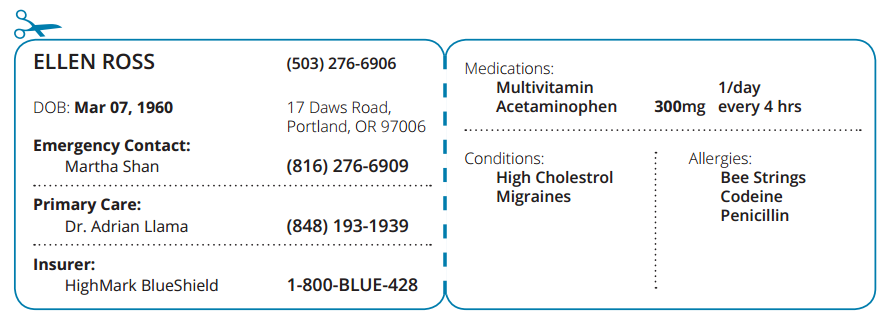 ELLEN ROSS (503) 276-6906
DOB: Mar 07, 1960 17 Daws Road,
Portland, OR 97006
Emergency Contact:
Martha Shan (816) 276-6909
Primary Care:
Dr. Adrian Llama (848) 193-1939
Insurer:
HighMark BlueShield 1-800-BLUE-428
Medications:
Multivitamin 1/day
Acetaminophen 300mg every 4 hrs
Conditions:
High Cholestrol
Migraines
Allergies:
Bee Strings
Codeine
Penicillin